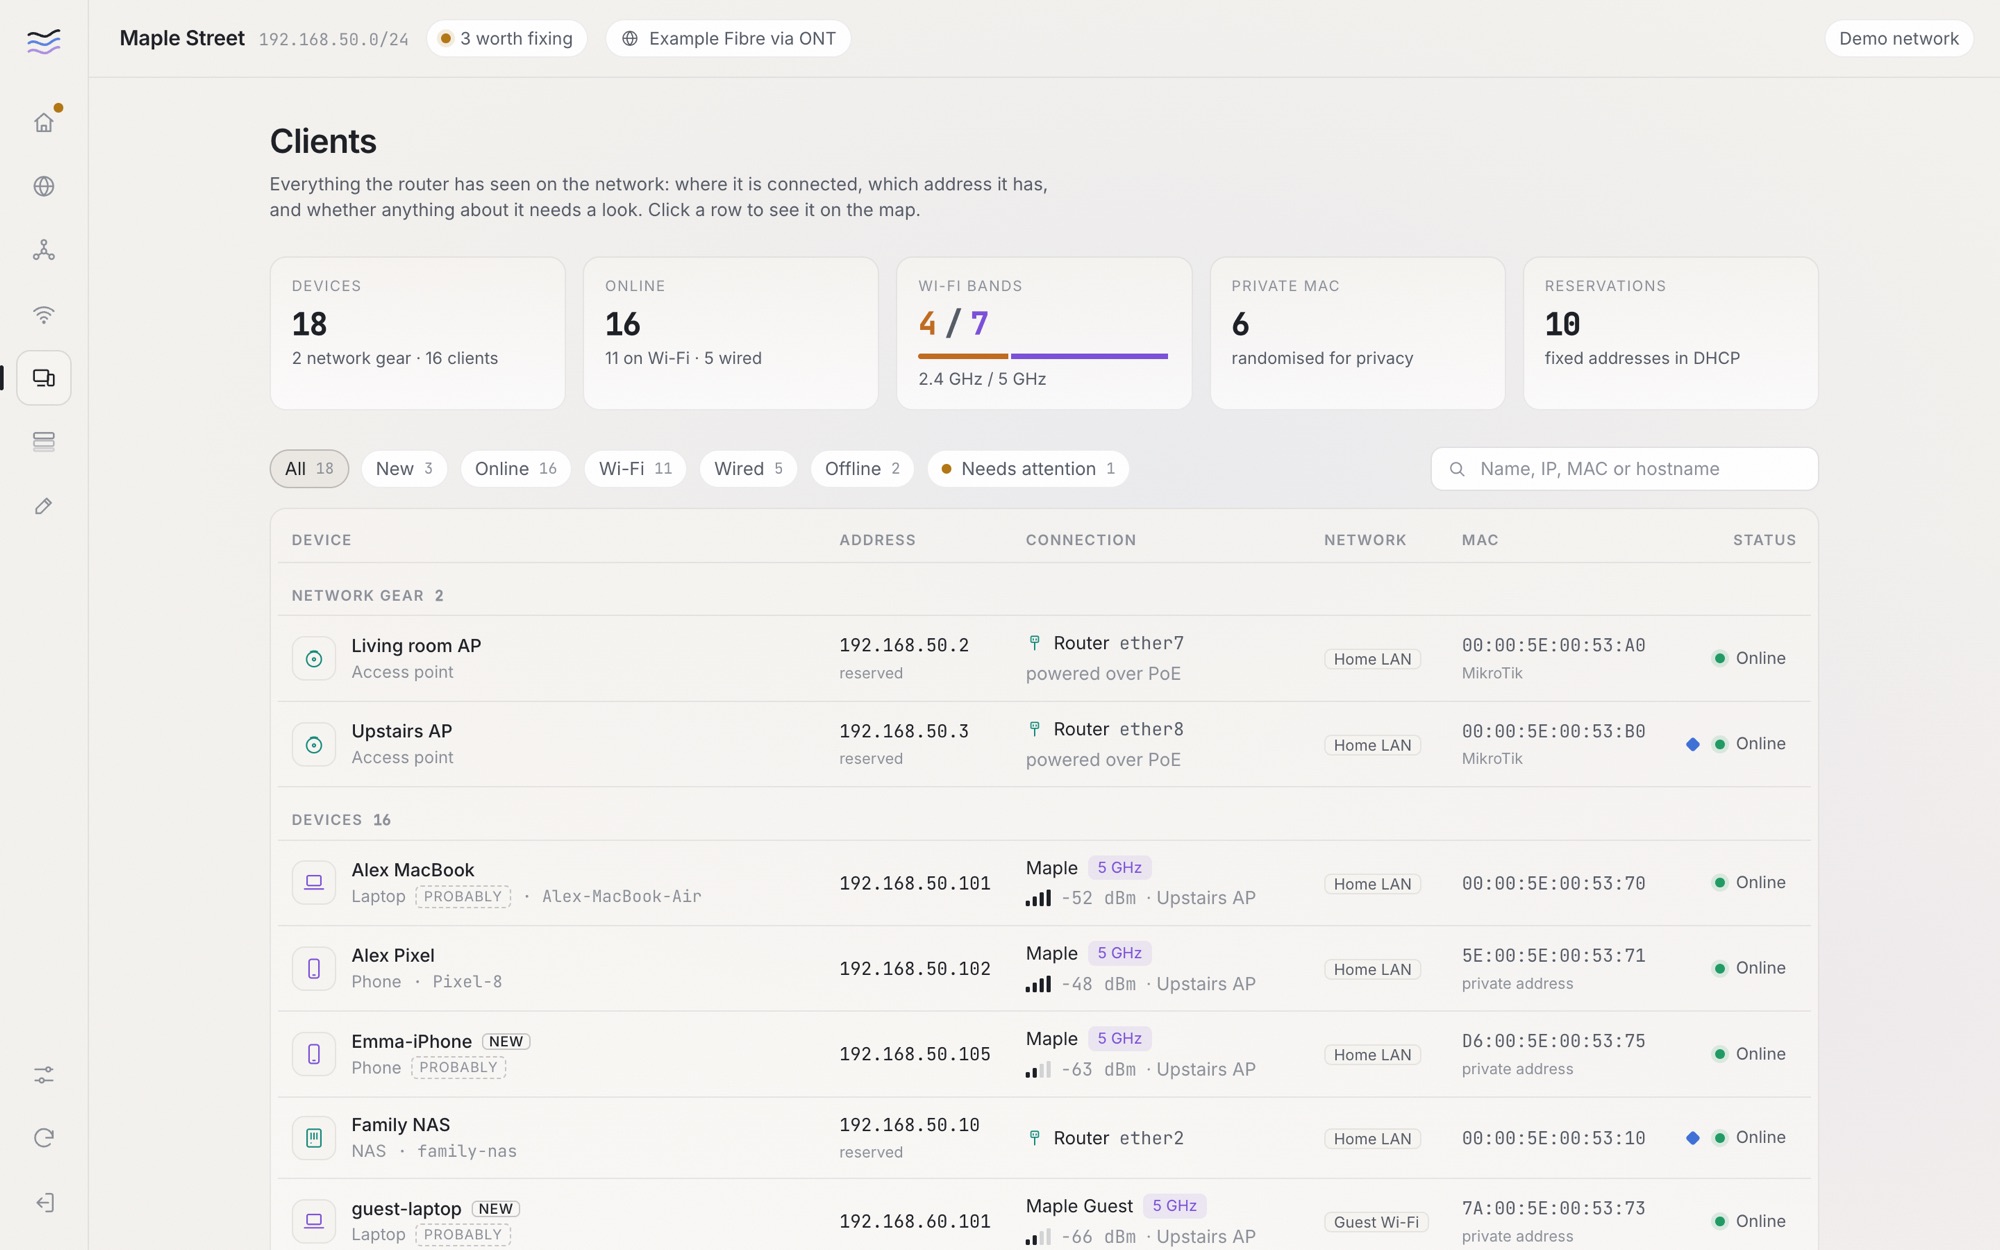 Maple Street 192.168.50.0/24 3 worth fixing Example Fibre via ONT Demo network
Clients
Everything the router has seen on the network: where it is connected, which address it has,
and whether anything about it needs a look. Click a row to see it on the map.
DEVICES
18
2 network gear · 16 clients
ONLINE
16
11 on Wi-Fi · 5 wired
WI-FI BANDS
4 / 7
2.4 GHz / 5 GHz
PRIVATE MAC
6
randomised for privacy
RESERVATIONS
10
fixed addresses in DHCP
All 18 New 3 Online 16 Wi-Fi 11 Wired 5 Offline 2 Needs attention 1 Name, IP, MAC or hostname
DEVICE ADDRESS CONNECTION NETWORK MAC STATUS
NETWORK GEAR 2
Living room AP 192.168.50.2 Router ether7 Home LAN 00:00:5E:00:53:A0 Online
Access point reserved powered over PoE MikroTik
Upstairs AP 192.168.50.3 Router ether8 Home LAN 00:00:5E:00:53:B0 Online
Access point reserved powered over PoE MikroTik
DEVICES 16
Alex MacBook 192.168.50.101 Maple 5 GHz Home LAN 00:00:5E:00:53:70 Online
Laptop PROBABLY · Alex-MacBook-Air -52 dBm · Upstairs AP
Alex Pixel 192.168.50.102 Maple 5 GHz Home LAN 5E:00:5E:00:53:71 Online
Phone · Pixel-8 -48 dBm · Upstairs AP private address
Emma-iPhone NEW 192.168.50.105 Maple 5 GHz Home LAN D6:00:5E:00:53:75 Online
Phone PROBABLY -63 dBm · Upstairs AP private address
Family NAS 192.168.50.10 Router ether2 Home LAN 00:00:5E:00:53:10 Online
NAS · family-nas reserved
guest-laptop NEW 192.168.60.101 Maple Guest 5 GHz Guest Wi-Fi 7A:00:5E:00:53:73 Online
Laptop PROBABLY -66 dBm · Upstairs AP private address